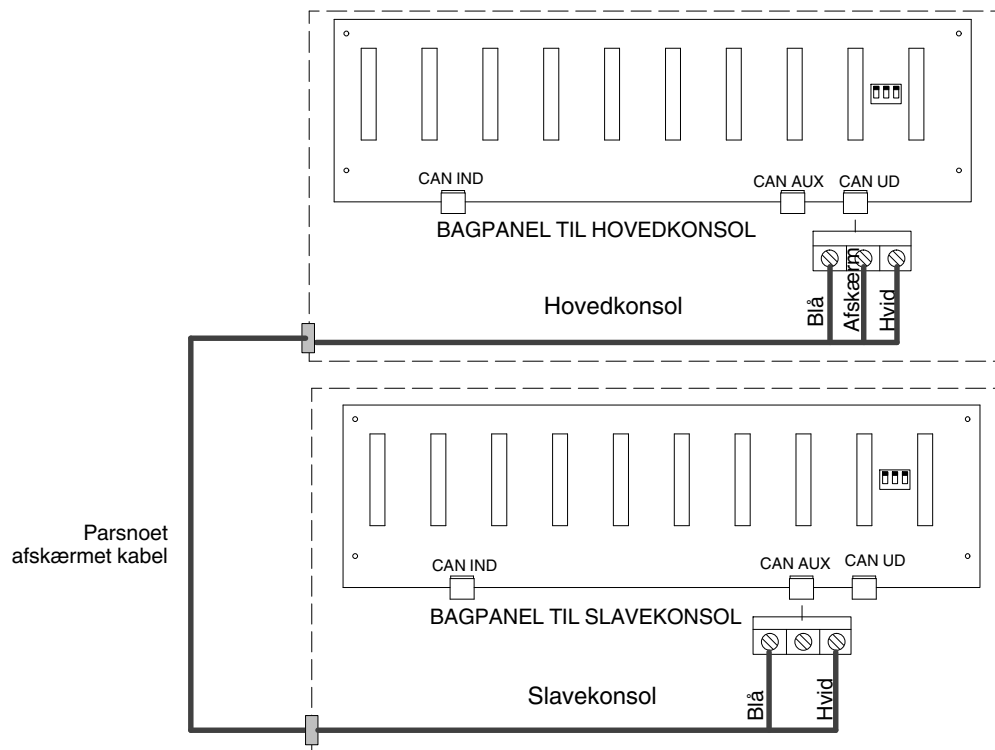 CAN IND
CAN AUX
CAN UD
BAGPANEL TIL HOVEDKONSOL
Hovedkonsol
Blå
Afskærm
Hvid
Parsnoet
afskærmet kabel
CAN IND
CAN AUX
CAN UD
BAGPANEL TIL SLAVEKONSOL
Slavekonsol
Blå
Hvid